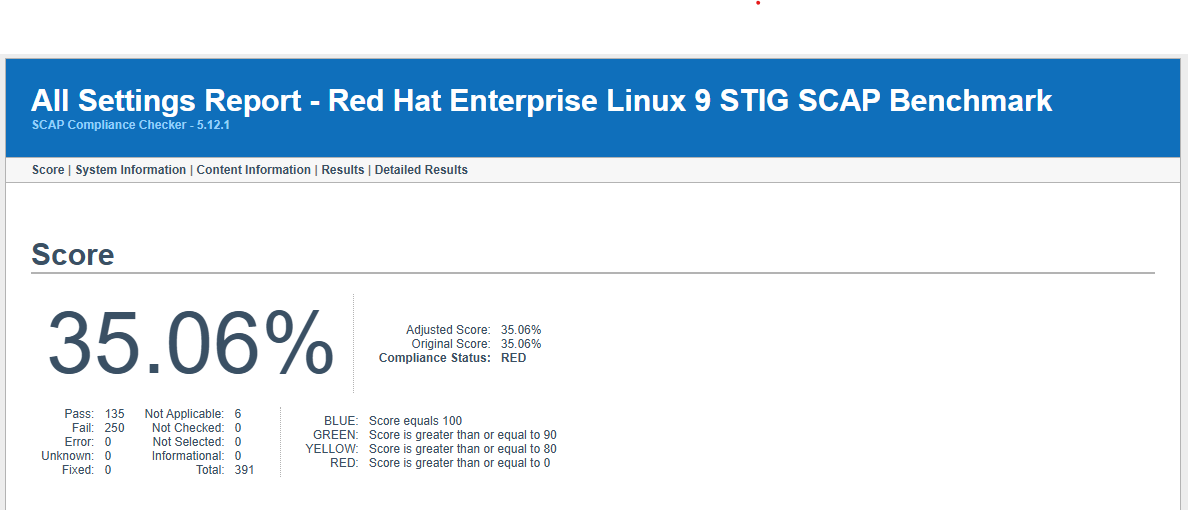 All Settings Report - Red Hat Enterprise Linux 9 STIG SCAP Benchmark
SCAP Compliance Checker - 5.12.1
Score | System Information | Content Information | Results | Detailed Results
Score
35.06%
Adjusted Score: 35.06%
Original Score: 35.06%
Compliance Status: RED
Pass: 135 Not Applicable: 6
Fail: 250 Not Checked: 0
Error: 0 Not Selected: 0
Unknown: 0 Informational: 0
Fixed: 0 Total: 391
BLUE: Score equals 100
GREEN: Score is greater than or equal to 90
YELLOW: Score is greater than or equal to 80
RED: Score is greater than or equal to 0